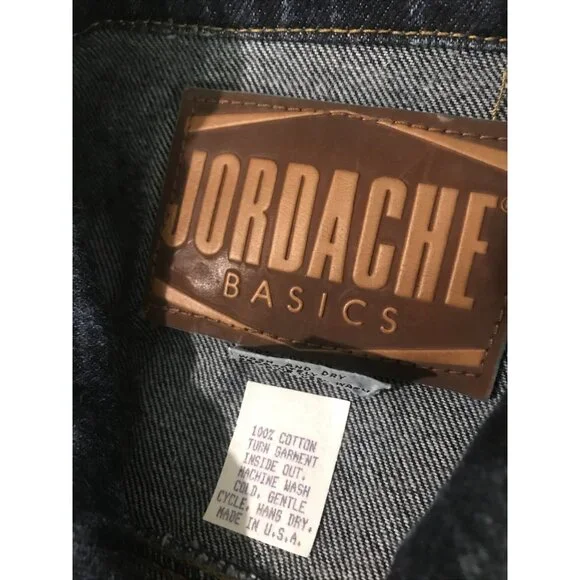 JORDACHE
BASICS
100% COTTON
TURN GARMENT
INSIDE OUT.
MACHINE WASH
COLD, GENTLE
CYCLE. HANG DRY.
MADE IN U.S.A.